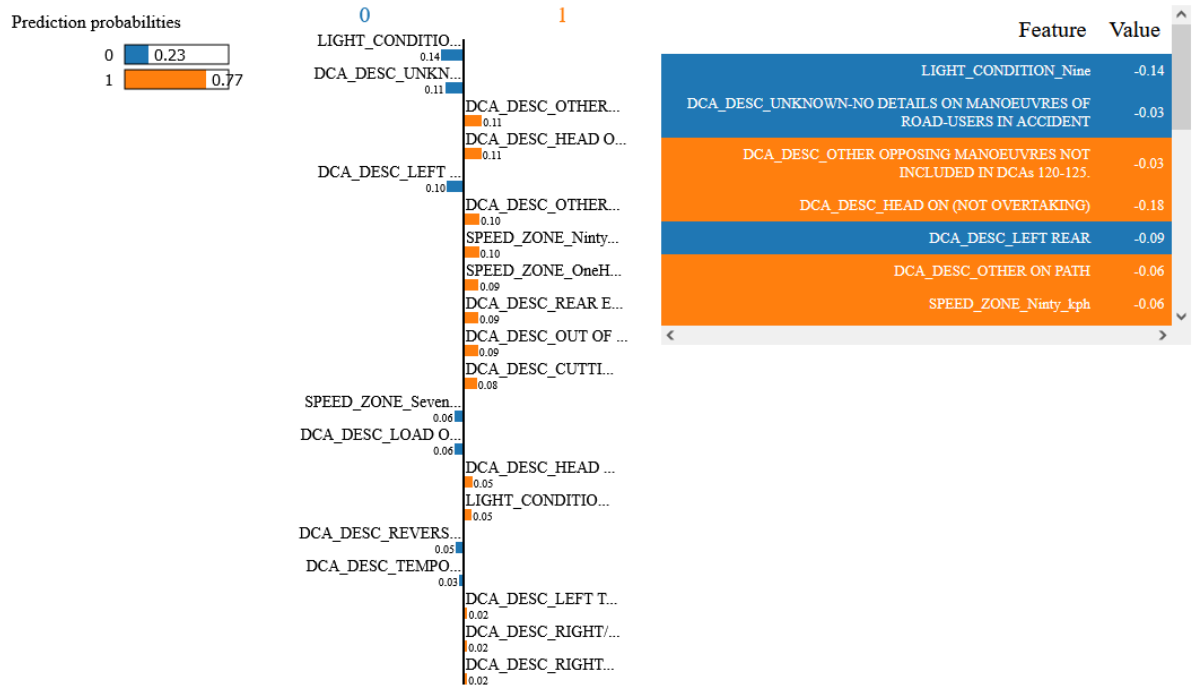 Prediction probabilities
0 0.23
1 0.77
0 1
LIGHT_CONDITIO...
0.14
DCA_DESC_UNKN...
0.11
DCA_DESC_OTHER...
0.11
DCA_DESC_HEAD O...
0.11
DCA_DESC_LEFT ...
0.10
DCA_DESC_OTHER...
0.10
SPEED_ZONE_Ninty...
0.10
SPEED_ZONE_OneH...
0.09
DCA_DESC_REAR E...
0.09
DCA_DESC_OUT OF ...
0.09
DCA_DESC_CUTTI...
0.08
SPEED_ZONE_Seven...
0.06
DCA_DESC_LOAD O...
0.06
DCA_DESC_HEAD ...
0.05
LIGHT_CONDITIO...
0.05
DCA_DESC_REVERS...
0.05
DCA_DESC_TEMPO...
0.03
DCA_DESC_LEFT T...
0.02
DCA_DESC_RIGHT/...
0.02
DCA_DESC_RIGHT...
0.02
Feature Value
LIGHT_CONDITION_Nine -0.14
DCA_DESC_UNKNOWN-NO DETAILS ON MANOEUVRES OF
ROAD-USERS IN ACCIDENT -0.03
DCA_DESC_OTHER OPPOSING MANOEUVRES NOT
INCLUDED IN DCAs 120-125. -0.03
DCA_DESC_HEAD ON (NOT OVERTAKING) -0.18
DCA_DESC_LEFT REAR -0.09
DCA_DESC_OTHER ON PATH -0.06
SPEED_ZONE_Ninty_kph -0.06